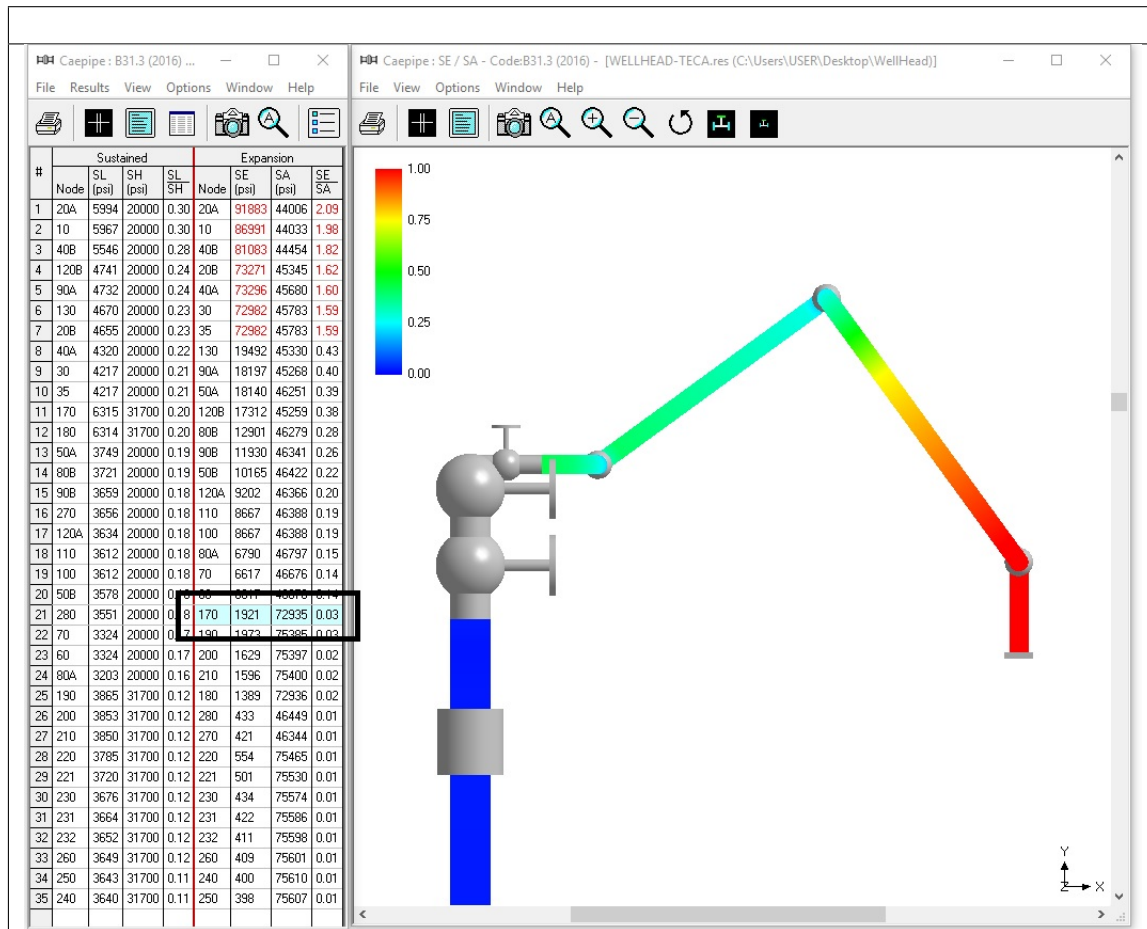 Caepipe : B31.3 (2016) ...
File Results View Options Window Help
# Sustained Expansion
Node SL (psi) SH (psi) SL/SH Node SE (psi) SA (psi) SE/SA
1 20A 5994 20000 0.30 20A 91883 44006 2.09
2 10 5967 20000 0.30 10 86991 44033 1.98
3 40B 5546 20000 0.28 40B 81083 44454 1.82
4 120B 4741 20000 0.24 20B 73271 45345 1.62
5 90A 4732 20000 0.24 40A 73296 45680 1.60
6 130 4670 20000 0.23 30 72982 45783 1.59
7 20B 4655 20000 0.23 35 72982 45783 1.59
8 40A 4320 20000 0.22 130 19492 45330 0.43
9 30 4217 20000 0.21 90A 18197 45268 0.40
10 35 4217 20000 0.21 50A 18140 46251 0.39
11 170 6315 31700 0.20 120B 17312 45259 0.38
12 180 6314 31700 0.20 80B 12901 46279 0.28
13 50A 3749 20000 0.19 90B 11930 46341 0.26
14 80B 3721 20000 0.19 50B 10165 46422 0.22
15 90B 3659 20000 0.18 120A 9202 46366 0.20
16 270 3656 20000 0.18 110 8667 46388 0.19
17 120A 3634 20000 0.18 100 8667 46388 0.19
18 110 3612 20000 0.18 80A 6790 46797 0.15
19 100 3612 20000 0.18 70 6617 46676 0.14
20 50B 3578 20000 0.14
21 280 3551 20000 170 1921 72935 0.03
22 70 3324 20000 190 1973 75385 0.03
23 60 3324 20000 0.17 200 1629 75397 0.02
24 80A 3203 20000 0.16 210 1596 75400 0.02
25 190 3865 31700 0.12 180 1389 72936 0.02
26 200 3853 31700 0.12 280 433 46449 0.01
27 210 3850 31700 0.12 270 421 46344 0.01
28 220 3785 31700 0.12 220 554 75465 0.01
29 221 3720 31700 0.12 221 501 75530 0.01
30 230 3676 31700 0.12 230 434 75574 0.01
31 231 3664 31700 0.12 231 422 75586 0.01
32 232 3652 31700 0.12 232 411 75598 0.01
33 260 3649 31700 0.12 260 409 75601 0.01
34 250 3643 31700 0.11 240 400 75610 0.01
35 240 3640 31700 0.11 250 398 75607 0.01
Caepipe : SE / SA - Code:B31.3 (2016) - [WELLHEAD-TECA.res (C:\Users\USER\Desktop\WellHead)]
File View Options Window Help
1.00
0.75
0.50
0.25
0.00
Y
Z X